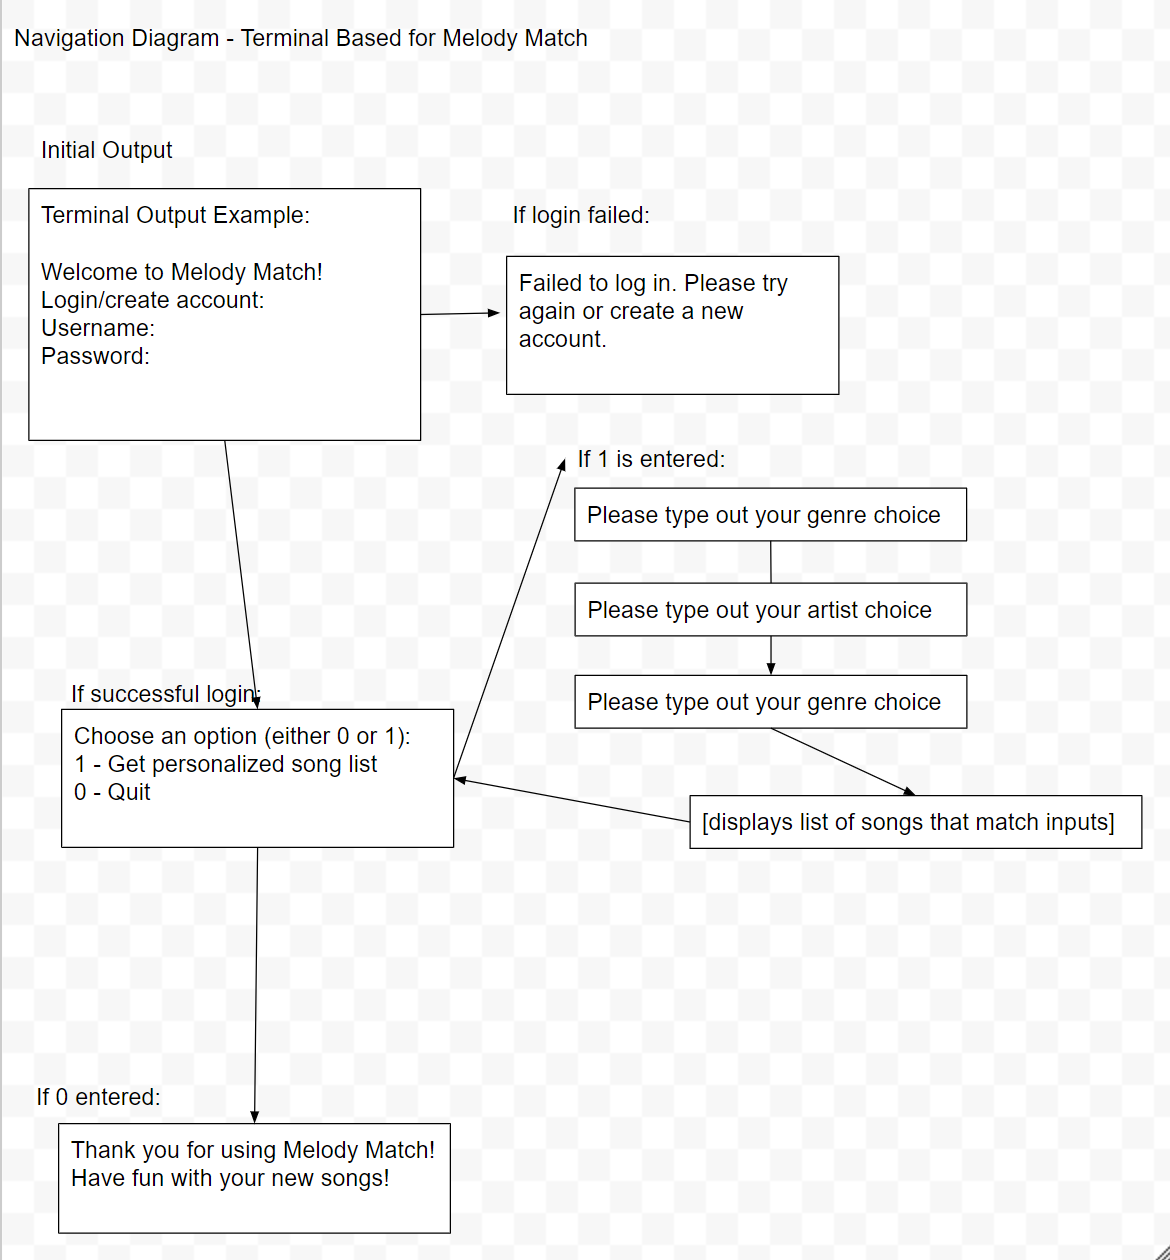 Navigation Diagram - Terminal Based for Melody Match
Initial Output
Terminal Output Example:
Welcome to Melody Match!
Login/create account:
Username:
Password:
If login failed:
Failed to log in. Please try
again or create a new
account.
If 1 is entered:
Please type out your genre choice
Please type out your artist choice
Please type out your genre choice
[displays list of songs that match inputs]
If successful login:
Choose an option (either 0 or 1):
1 - Get personalized song list
0 - Quit
If 0 entered:
Thank you for using Melody Match!
Have fun with your new songs!